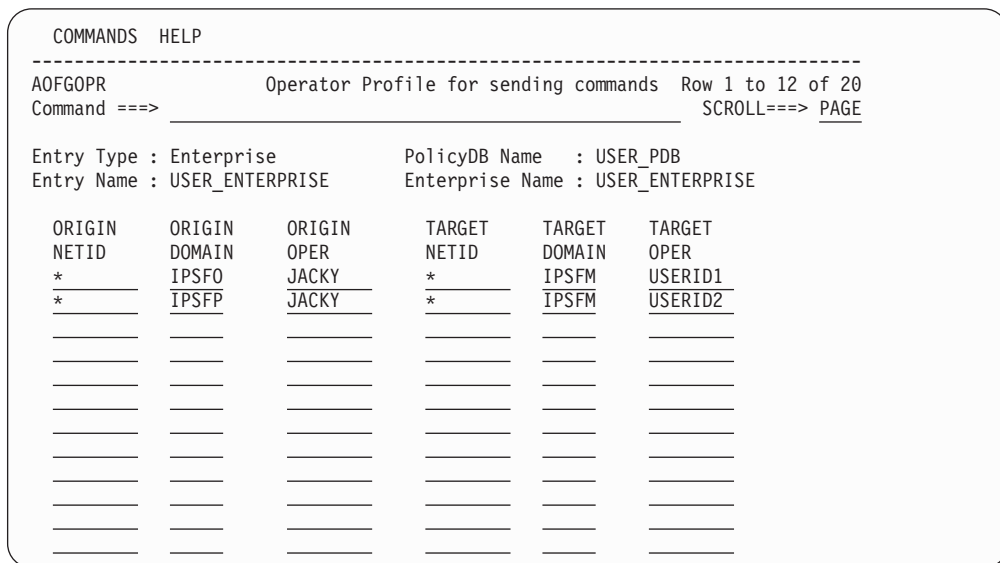 COMMANDS HELP
-------------------------------------------------------------------------------
AOFGOPR Operator Profile for sending commands Row 1 to 12 of 20
Command ===> SCROLL===> PAGE
Entry Type : Enterprise PolicyDB Name : USER_PDB
Entry Name : USER_ENTERPRISE Enterprise Name : USER_ENTERPRISE
ORIGIN ORIGIN ORIGIN TARGET TARGET TARGET
NETID DOMAIN OPER NETID DOMAIN OPER
* IPSFO JACKY * IPSFM USERID1
* IPSFP JACKY * IPSFM USERID2